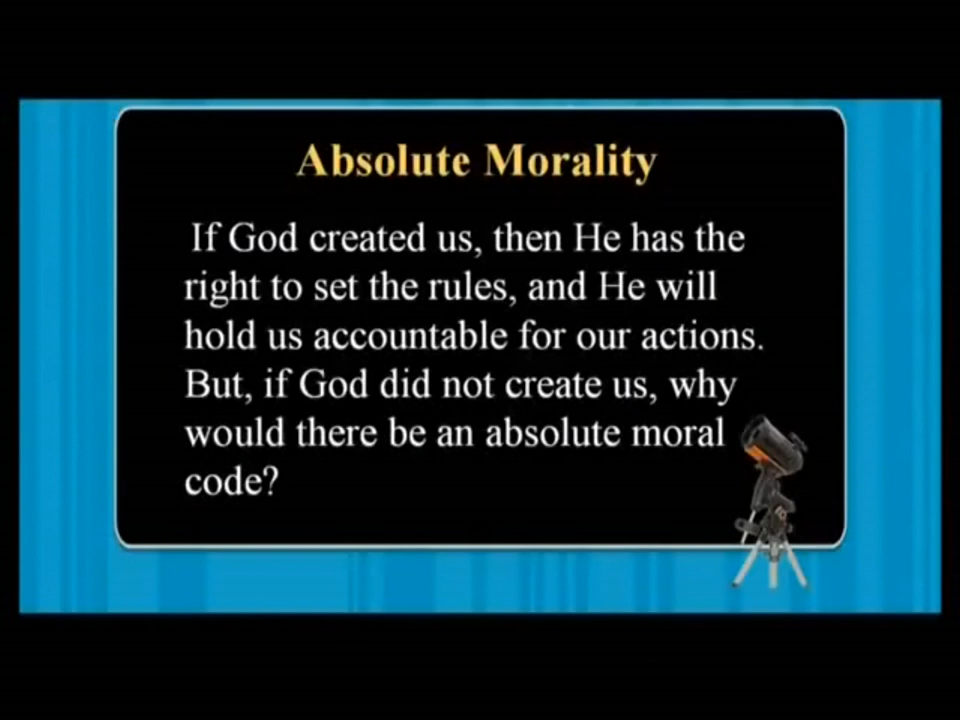 Absolute Morality
If God created us, then He has the
right to set the rules, and He will
hold us accountable for our actions.
But, if God did not create us, why
would there be an absolute moral
code?